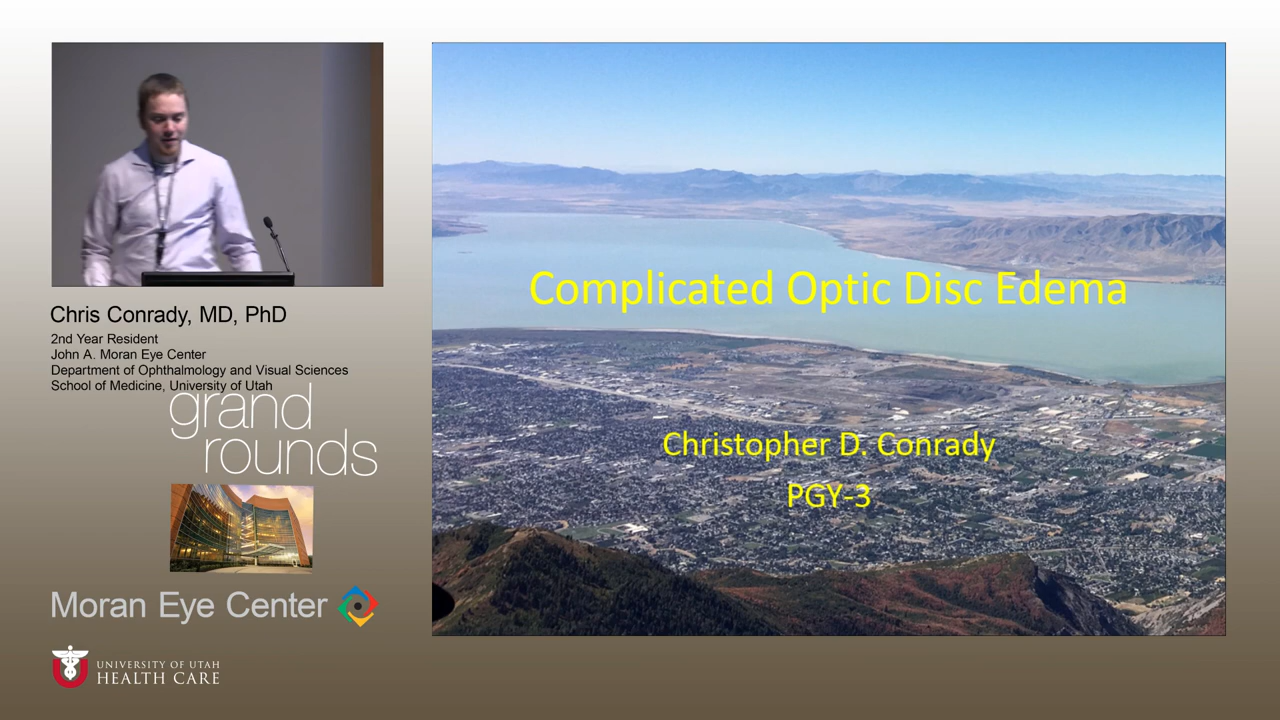 Chris Conrady, MD, PhD
2nd Year Resident
John A. Moran Eye Center
Department of Ophthalmology and Visual Sciences
School of Medicine, University of Utah
grand
rounds
Moran Eye Center
UNIVERSITY OF UTAH
HEALTH CARE
Complicated Optic Disc Edema
Christopher D. Conrady
PGY-3